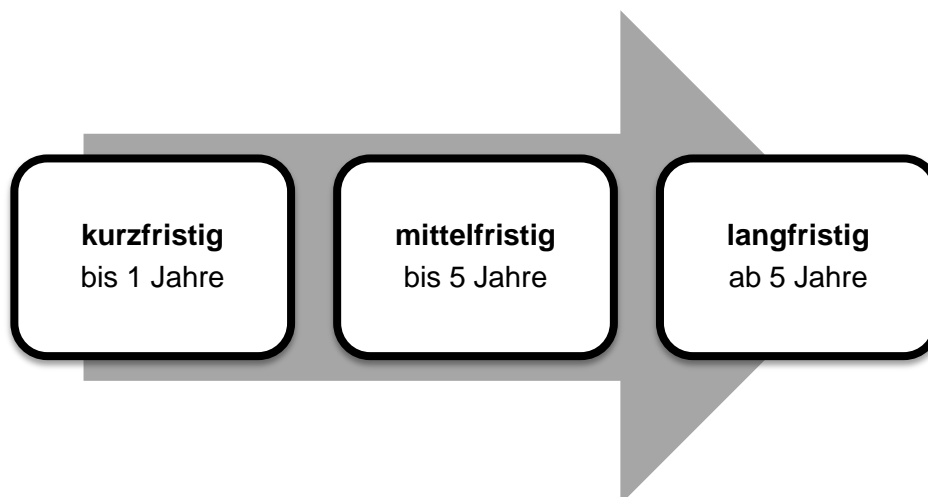 kurzfristig
bis 1 Jahre
mittelfristig
bis 5 Jahre
langfristig
ab 5 Jahre